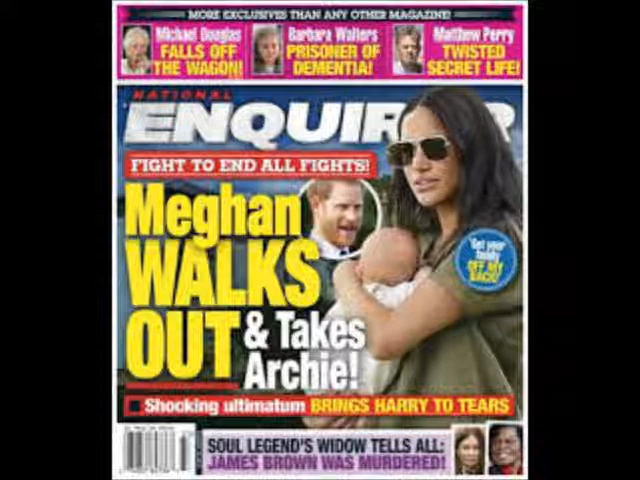 MORE EXCLUSIVES THAN ANY OTHER MAGAZINE!
Michael Douglas
FALLS OFF
THE WAGON!
Barbara Walters
PRISONER OF
DEMENTIA!
Matthew Perry
TWISTED
SECRET LIFE!
NATIONAL
ENQUIRER
FIGHT TO END ALL FIGHTS!
Meghan
WALKS
OUT & Takes
Archie!
'Get your
family
OFF MY
BACK!'
Shocking ultimatum BRINGS HARRY TO TEARS
SOUL LEGEND'S WIDOW TELLS ALL:
JAMES BROWN WAS MURDERED!